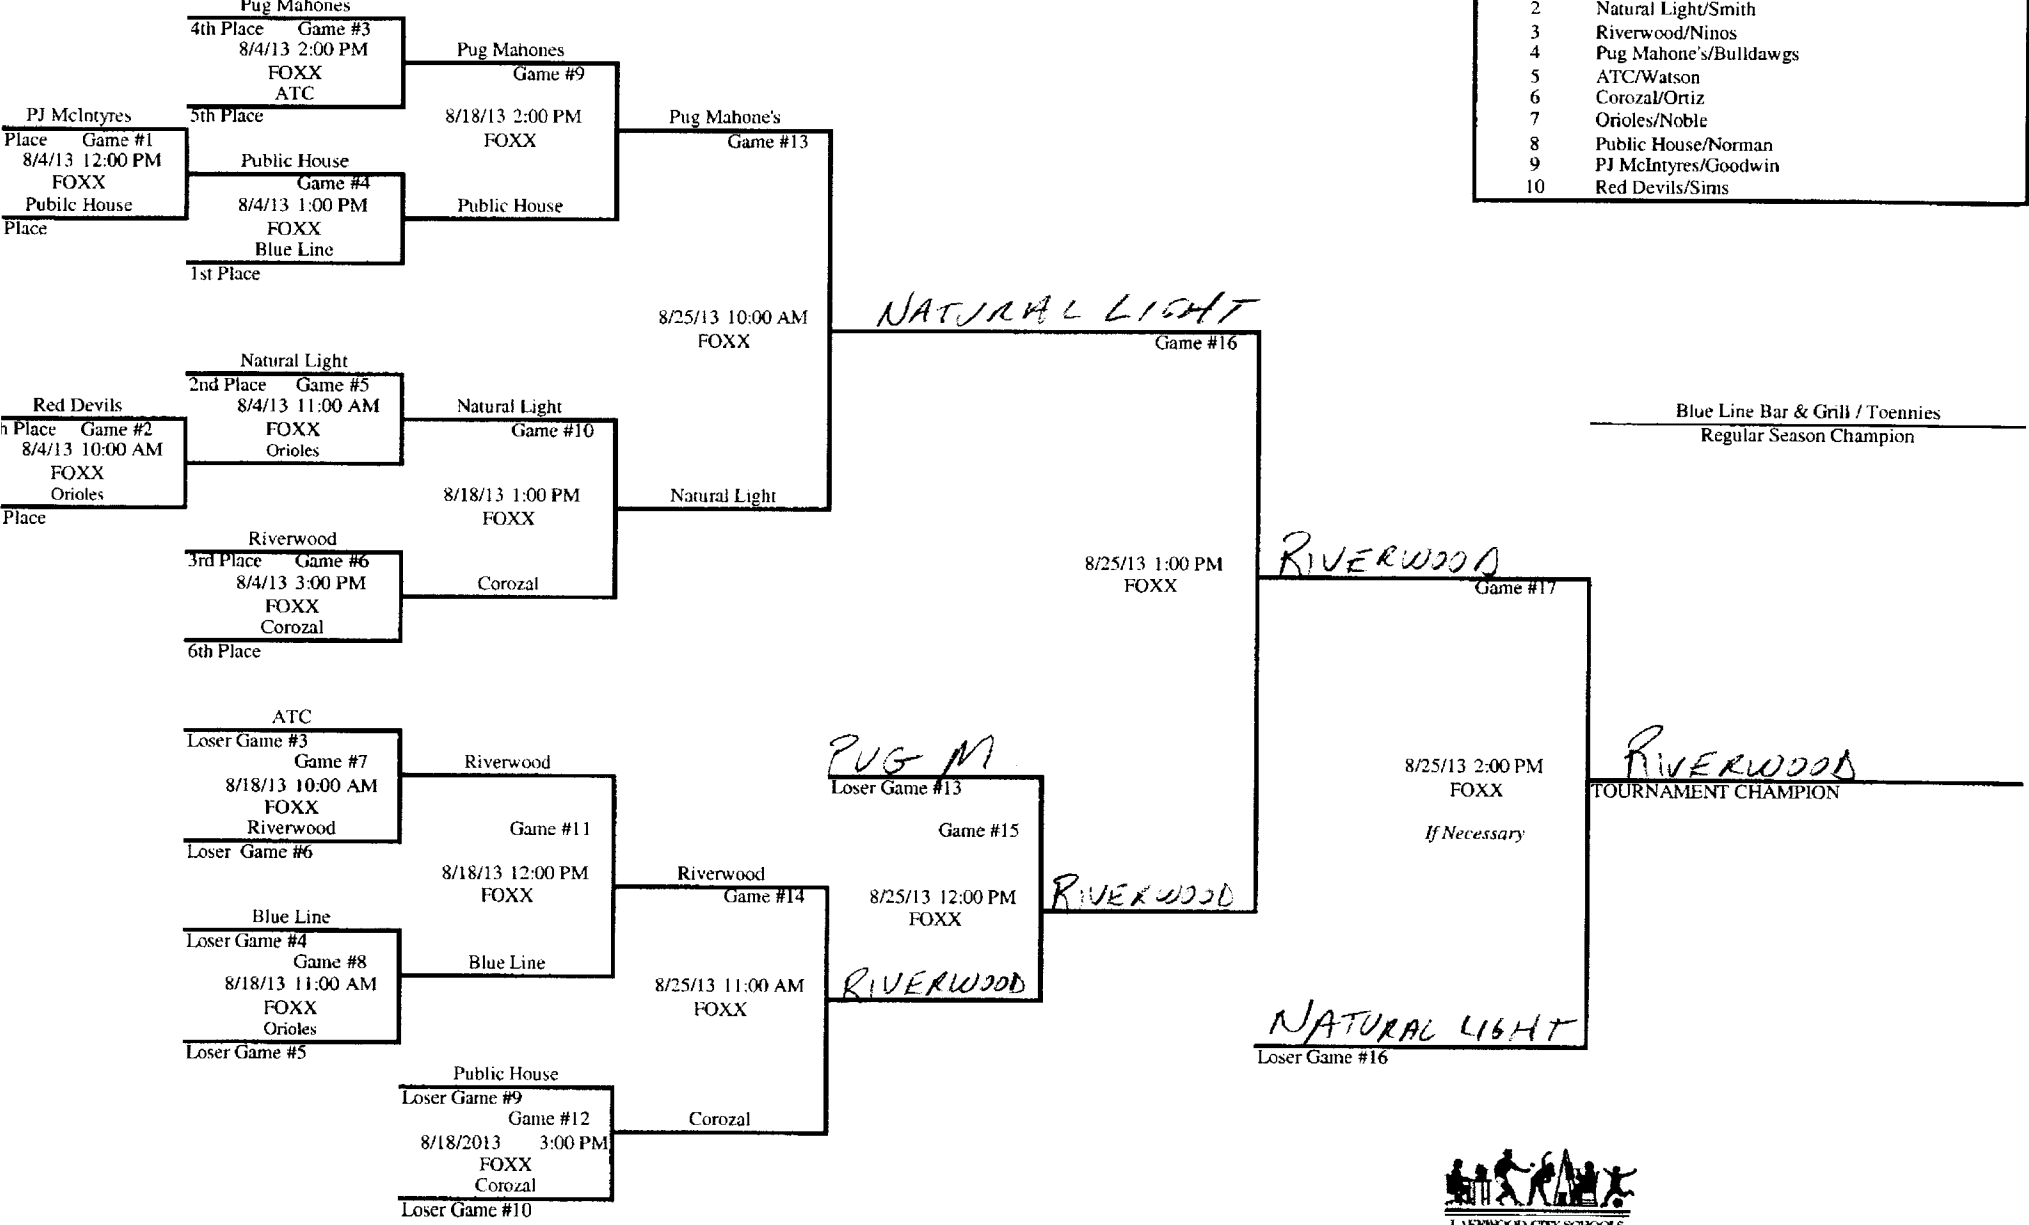 Pug Mahones
4th Place Game #3
8/4/13 2:00 PM
FOXX
ATC
5th Place
PJ McIntyres
Place Game #1
8/4/13 12:00 PM
FOXX
Public House
Place
Public House
Game #4
8/4/13 1:00 PM
FOXX
Blue Line
1st Place
Pug Mahones
Game #9
8/18/13 2:00 PM
FOXX
Public House
Pug Mahone's
Game #13
8/25/13 10:00 AM
FOXX
Natural Light
2 Natural Light/Smith
3 Riverwood/Ninos
4 Pug Mahone's/Bulldawgs
5 ATC/Watson
6 Corozal/Ortiz
7 Orioles/Noble
8 Public House/Norman
9 PJ McIntyres/Goodwin
10 Red Devils/Sims
Natural Light
2nd Place Game #5
8/4/13 11:00 AM
FOXX
Orioles
Red Devils
h Place Game #2
8/4/13 10:00 AM
FOXX
Orioles
Place
Riverwood
3rd Place Game #6
8/4/13 3:00 PM
FOXX
Corozal
6th Place
Natural Light
Game #10
8/18/13 1:00 PM
FOXX
Corozal
NATURAL LIGHT
Game #16
8/25/13 1:00 PM
FOXX
Blue Line Bar & Grill / Toennies
Regular Season Champion
RIVERWOOD
Game #17
8/25/13 2:00 PM
FOXX
If Necessary
RIVERWOOD
TOURNAMENT CHAMPION
ATC
Loser Game #3
Game #7
8/18/13 10:00 AM
FOXX
Riverwood
Loser Game #6
Blue Line
Loser Game #4
Game #8
8/18/13 11:00 AM
FOXX
Orioles
Loser Game #5
Riverwood
Game #11
8/18/13 12:00 PM
FOXX
Blue Line
Public House
Loser Game #9
Game #12
8/18/2013 3:00 PM
FOXX
Corozal
Loser Game #10
Riverwood
Game #14
8/25/13 11:00 AM
FOXX
Corozal
PUG M
Loser Game #13
Game #15
8/25/13 12:00 PM
FOXX
RIVERWOOD
RIVERWOOD
NATURAL LIGHT
Loser Game #16
LAKEWOOD CITY SCHOOLS